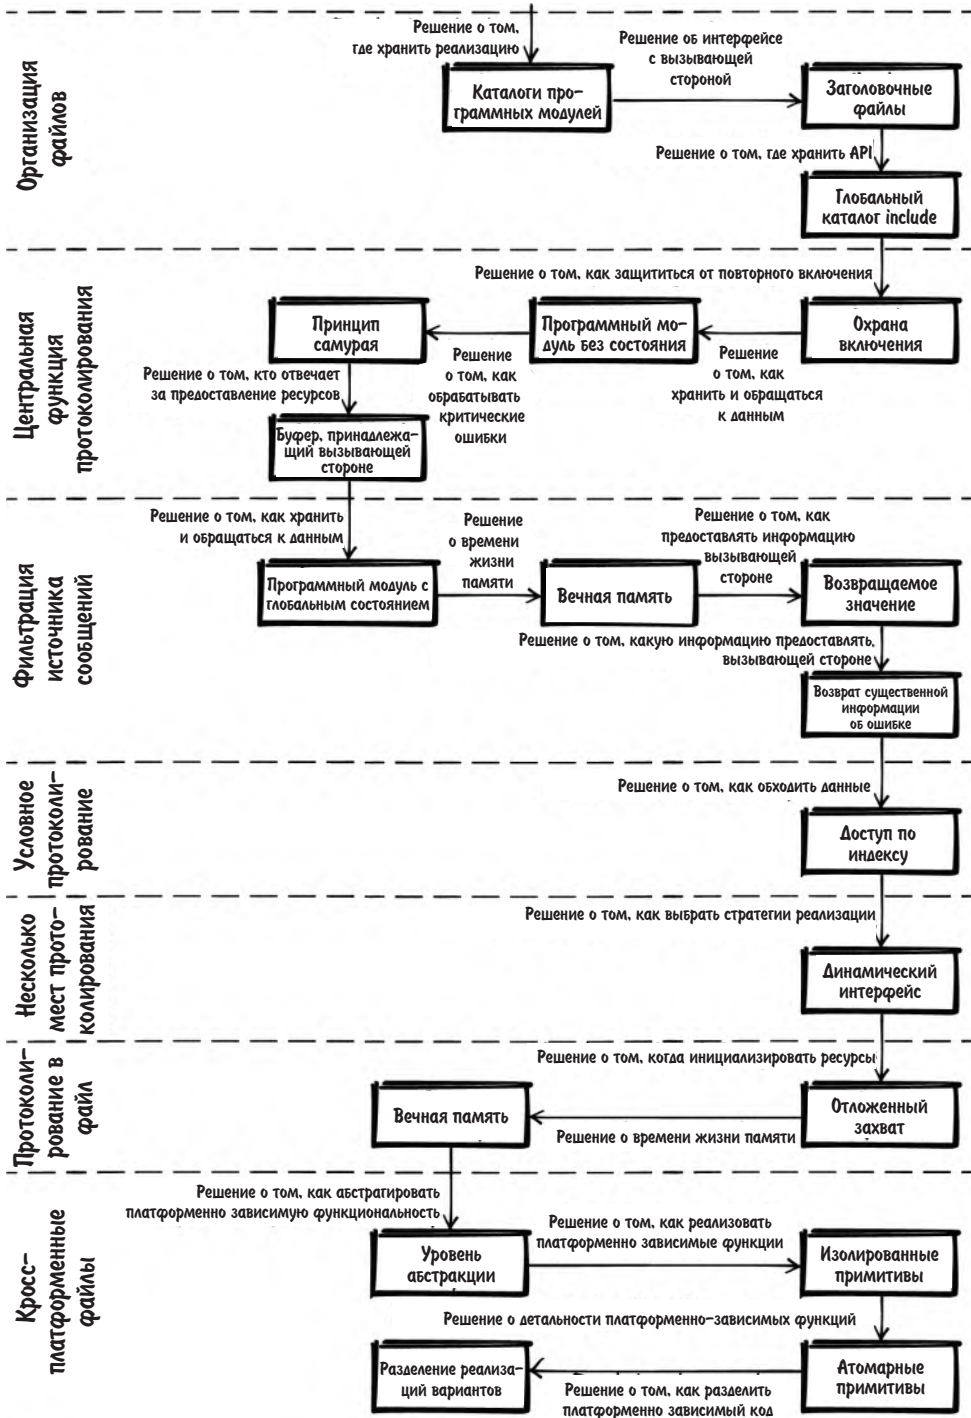 Организация
файлов
Решение о том,
где хранить реализацию
Каталоги про-
граммных модулей
Решение об интерфейсе
с вызывающей
стороной
Заголовочные
файлы
Решение о том, где хранить API
Глобальный
каталог include
Центральная
функция
протоколирования
Решение о том, как защититься от повторного включения
Охрана
включения
Решение
о том, как
хранить и обращаться
к данным
Программный мо-
дуль без состояния
Решение
о том, как
обрабатывать
критические
ошибки
Принцип
самурая
Решение о том, кто отвечает
за предоставление ресурсов
Буфер, принадлежа-
щий вызывающей
стороне
Фильтрация
источника
сообщений
Решение о том, как хранить
и обращаться к данным
Программный модуль с
глобальным состоянием
Решение
о времени
жизни
памяти
Вечная память
Решение о том, как
предоставлять информацию
вызывающей
стороне
Возвращаемое
значение
Решение о том, какую информацию предоставлять,
вызывающей стороне
Возврат существенной
информации
об ошибке
Условное
протоколи-
рование
Решение о том, как обходить данные
Доступ по
индексу
Несколько
мест прото-
колирования
Решение о том, как выбрать стратегии реализации
Динамический
интерфейс
Протоколи-
рование в
файл
Решение о том, когда инициализировать ресурсы
Отложенный
захват
Решение о времени жизни памяти
Вечная память
Кросс-
платформенные
файлы
Решение о том, как абстрагировать
платформенно зависимую функциональность
Уровень
абстракции
Решение о том, как реализовать
платформенно зависимые функции
Изолированные
примитивы
Решение о детальности платформенно-зависимых функций
Атомарные
примитивы
Решение о том, как разделить
платформенно зависимый код
Разделение реализа-
ций вариантов